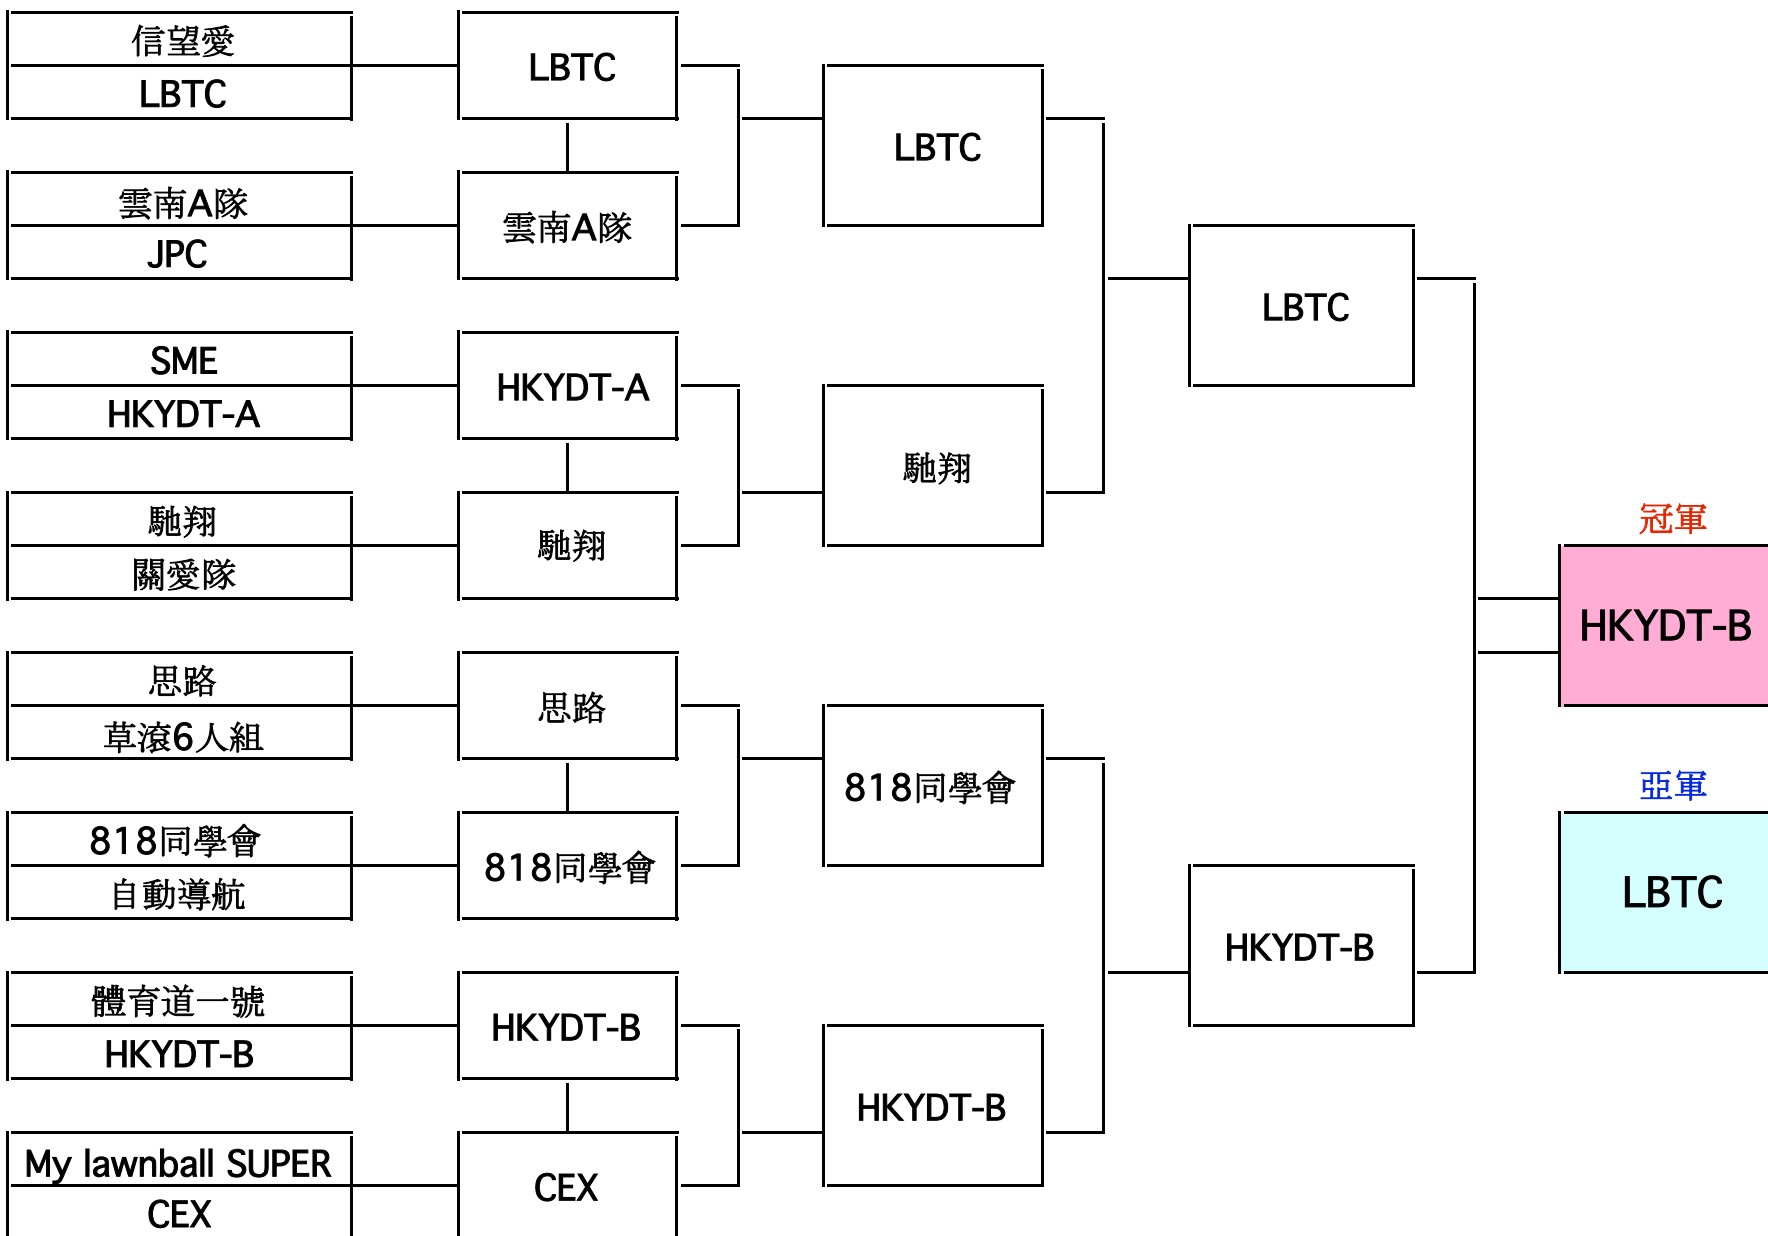 信望愛
LBTC
雲南A隊
JPC
SME
HKYDT-A
馳翔
關愛隊
思路
草滾6人組
818同學會
自動導航
體育道一號
HKYDT-B
My lawnball SUPER
CEX
LBTC
雲南A隊
HKYDT-A
馳翔
思路
818同學會
HKYDT-B
CEX
LBTC
馳翔
818同學會
HKYDT-B
LBTC
HKYDT-B
冠軍
HKYDT-B
亞軍
LBTC